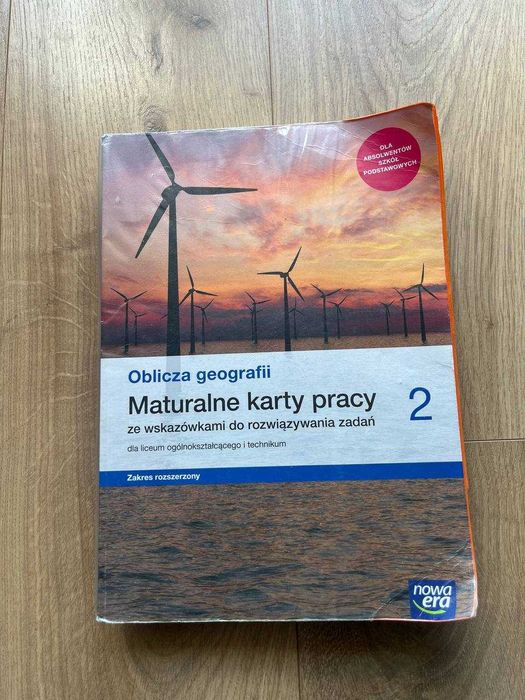 DLA
ABSOLWENTÓW
SZKÓŁ
PODSTAWOWYCH
Oblicza geografii
Maturalne karty pracy 2
ze wskazówkami do rozwiązywania zadań
dla liceum ogólnokształcącego i technikum
Zakres rozszerzony
nowa
era